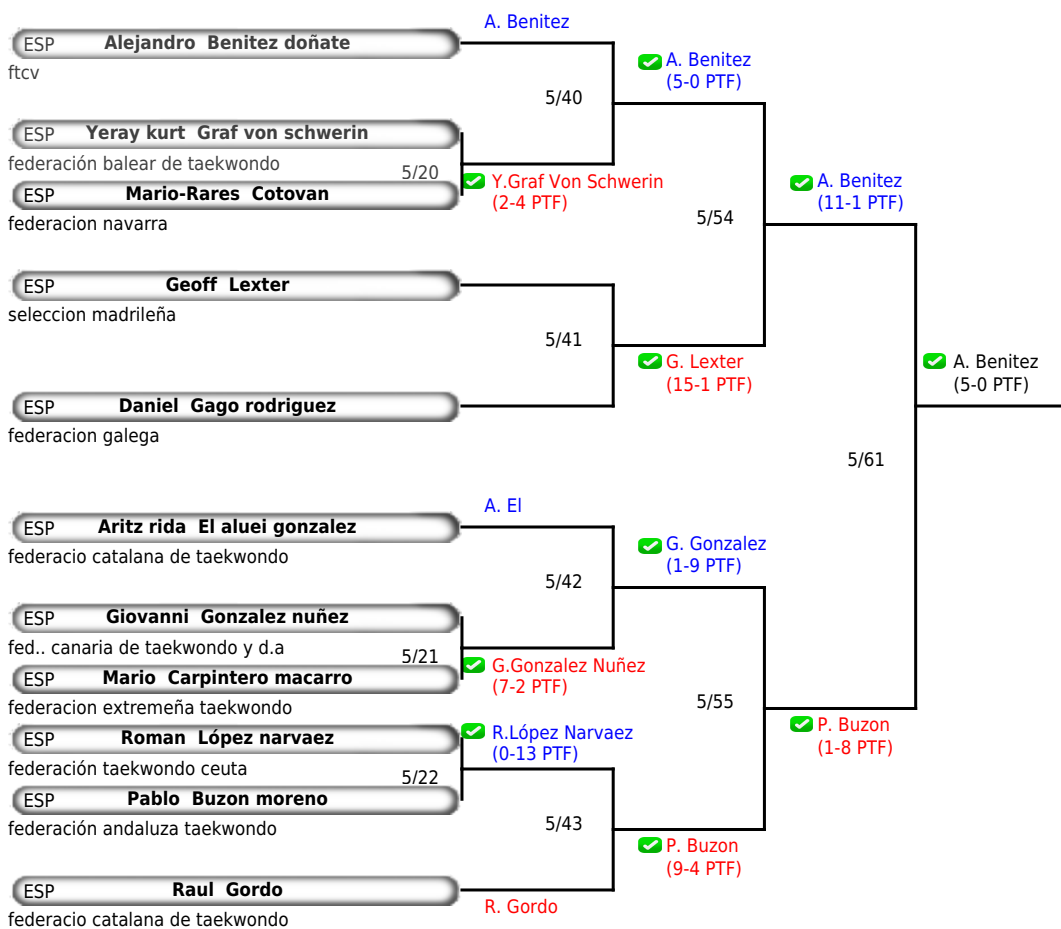 A. Benitez
ESP Alejandro Benitez doñate
ftcv
A. Benitez
(5-0 PTF)
5/40
ESP Yeray kurt Graf von schwerin
federación balear de taekwondo
5/20
Y.Graf Von Schwerin
(2-4 PTF)
ESP Mario-Rares Cotovan
federacion navarra
A. Benitez
(11-1 PTF)
5/54
ESP Geoff Lexter
seleccion madrileña
5/41
G. Lexter
(15-1 PTF)
A. Benitez
(5-0 PTF)
ESP Daniel Gago rodriguez
federacion galega
5/61
A. El
ESP Aritz rida El aluei gonzalez
federacio catalana de taekwondo
G. Gonzalez
(1-9 PTF)
5/42
ESP Giovanni Gonzalez nuñez
fed.. canaria de taekwondo y d.a
5/21
G.Gonzalez Nuñez
(7-2 PTF)
ESP Mario Carpintero macarro
federacion extremeña taekwondo
5/55
P. Buzon
(1-8 PTF)
ESP Roman López narvaez
federación taekwondo ceuta
R.López Narvaez
(0-13 PTF)
5/22
ESP Pablo Buzon moreno
federación andaluza taekwondo
5/43
P. Buzon
(9-4 PTF)
ESP Raul Gordo
federacio catalana de taekwondo
R. Gordo